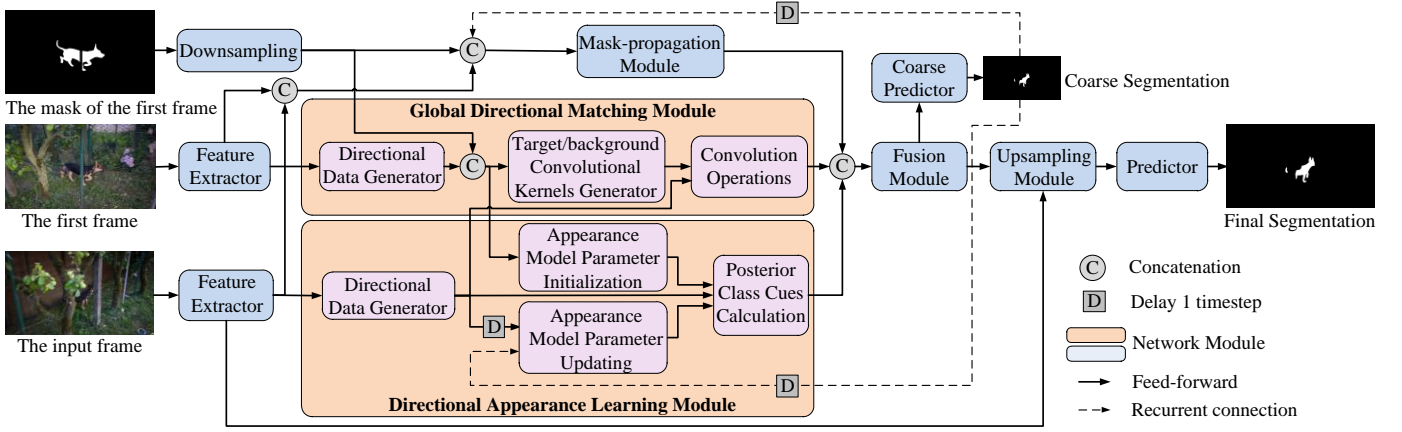 D
Downsampling
C
Mask-propagation
Module
The mask of the first frame
C
Coarse
Predictor
Coarse Segmentation
Global Directional Matching Module
Feature
Extractor
Directional
Data Generator
C
Target/background
Convolutional
Kernels Generator
Convolution
Operations
C
Fusion
Module
Upsampling
Module
Predictor
The first frame
Final Segmentation
Feature
Extractor
Directional
Data Generator
Appearance
Model Parameter
Initialization
Posterior
Class Cues
Calculation
D
Appearance
Model Parameter
Updating
The input frame
D
Directional Appearance Learning Module
C
Concatenation
D
Delay 1 timestep
Network Module
Feed-forward
Recurrent connection